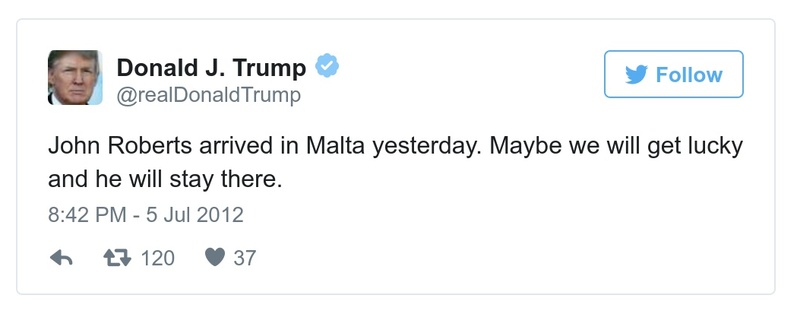 Donald J. Trump
Follow
@realDonaldTrump
John Roberts arrived in Malta yesterday. Maybe we will get lucky
and he will stay there.
8:42 PM - 5 Jul 2012
120 37